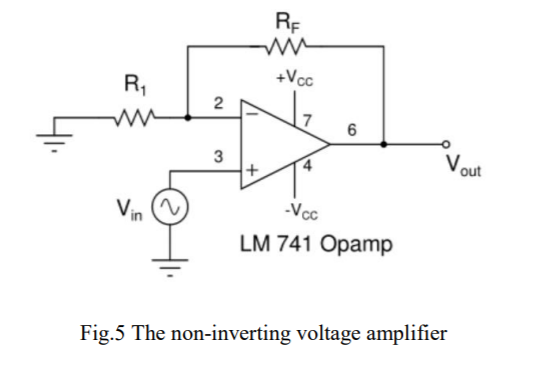 RF
+Vcc
R1
2
7
6
3
4
Vout
Vin
-Vcc
LM 741 Opamp
Fig.5 The non-inverting voltage amplifier